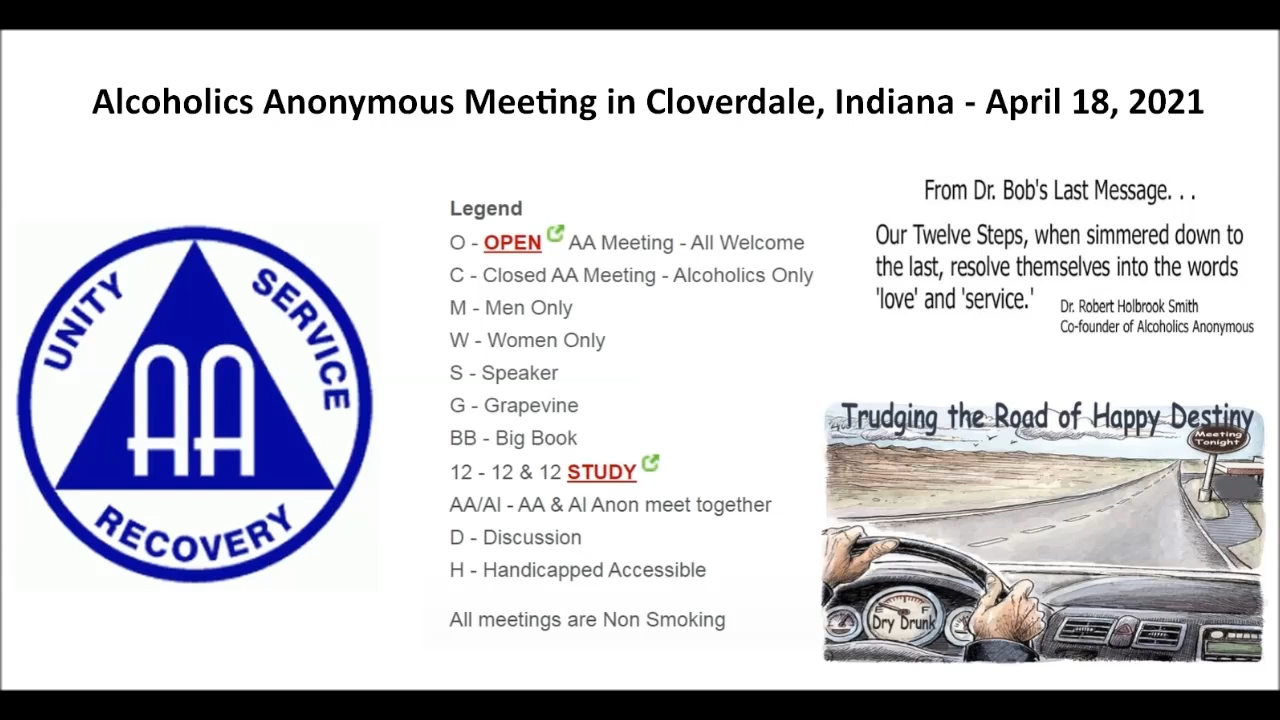 Alcoholics Anonymous Meeting in Cloverdale, Indiana - April 18, 2021
UNITY
SERVICE
AA
RECOVERY
Legend
O - OPEN AA Meeting - All Welcome
C - Closed AA Meeting - Alcoholics Only
M - Men Only
W - Women Only
S - Speaker
G - Grapevine
BB - Big Book
12 - 12 & 12 STUDY
AA/Al - AA & Al Anon meet together
D - Discussion
H - Handicapped Accessible
All meetings are Non Smoking
From Dr. Bob's Last Message. . .
Our Twelve Steps, when simmered down to
the last, resolve themselves into the words
'love' and 'service.'
Dr. Robert Holbrook Smith
Co-founder of Alcoholics Anonymous
Trudging the Road of Happy Destiny
Meeting
Tonight
E F
Dry Drunk